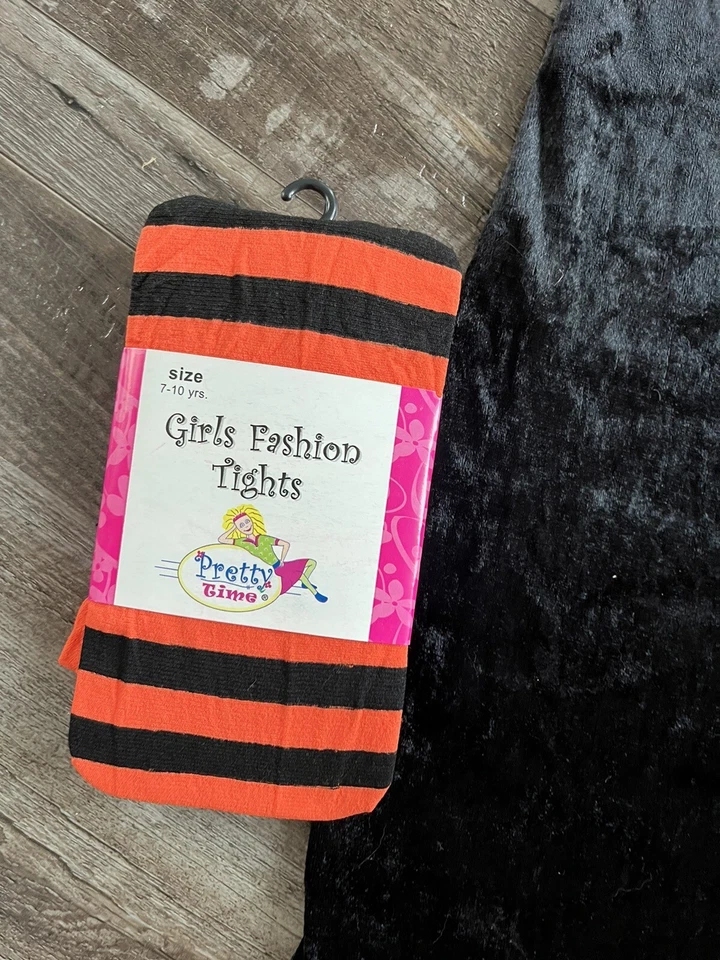 size
7-10 yrs.
Girls Fashion
Tights
Pretty
Time®